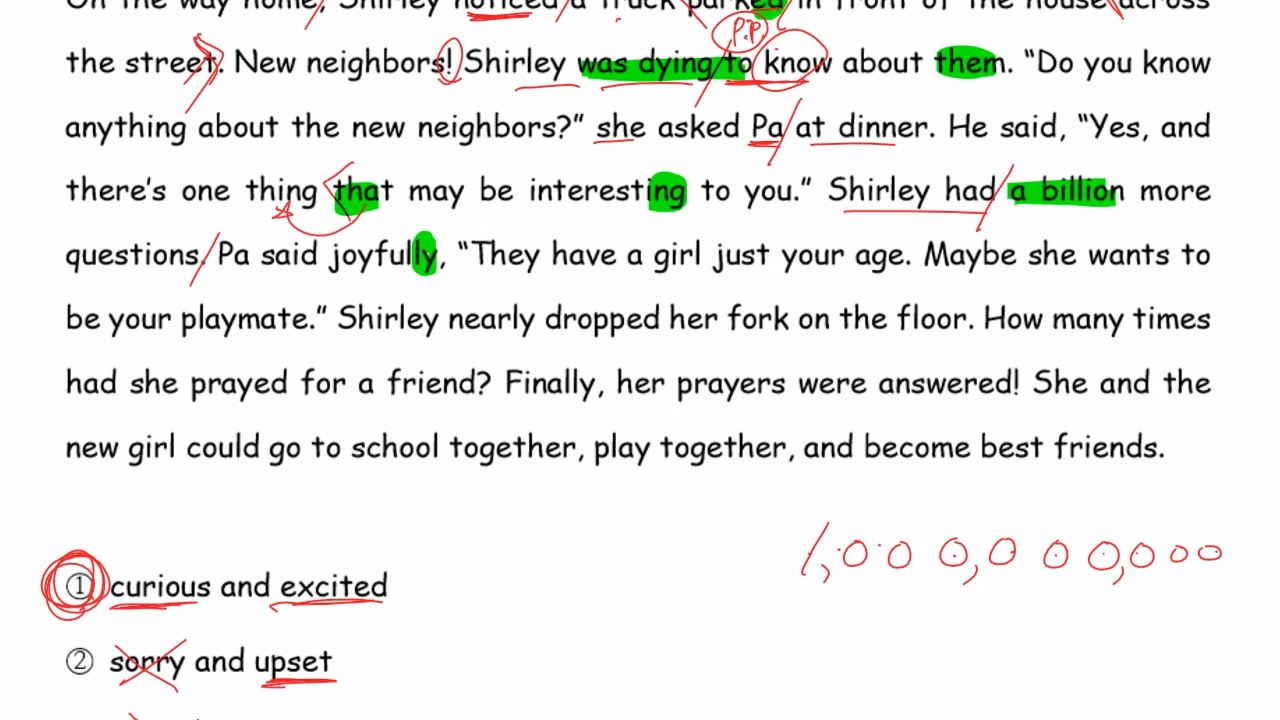 On the way home, Shirley noticed a truck parked in front of the house across
p.p.
the street. New neighbors! Shirley was dying to know about them. “Do you know
anything about the new neighbors?” she asked Pa at dinner. He said, “Yes, and
there’s one thing that may be interesting to you.” Shirley had a billion more
questions. Pa said joyfully, “They have a girl just your age. Maybe she wants to
be your playmate.” Shirley nearly dropped her fork on the floor. How many times
had she prayed for a friend? Finally, her prayers were answered! She and the
new girl could go to school together, play together, and become best friends.
1,000,000,000
① curious and excited
② sorry and upset